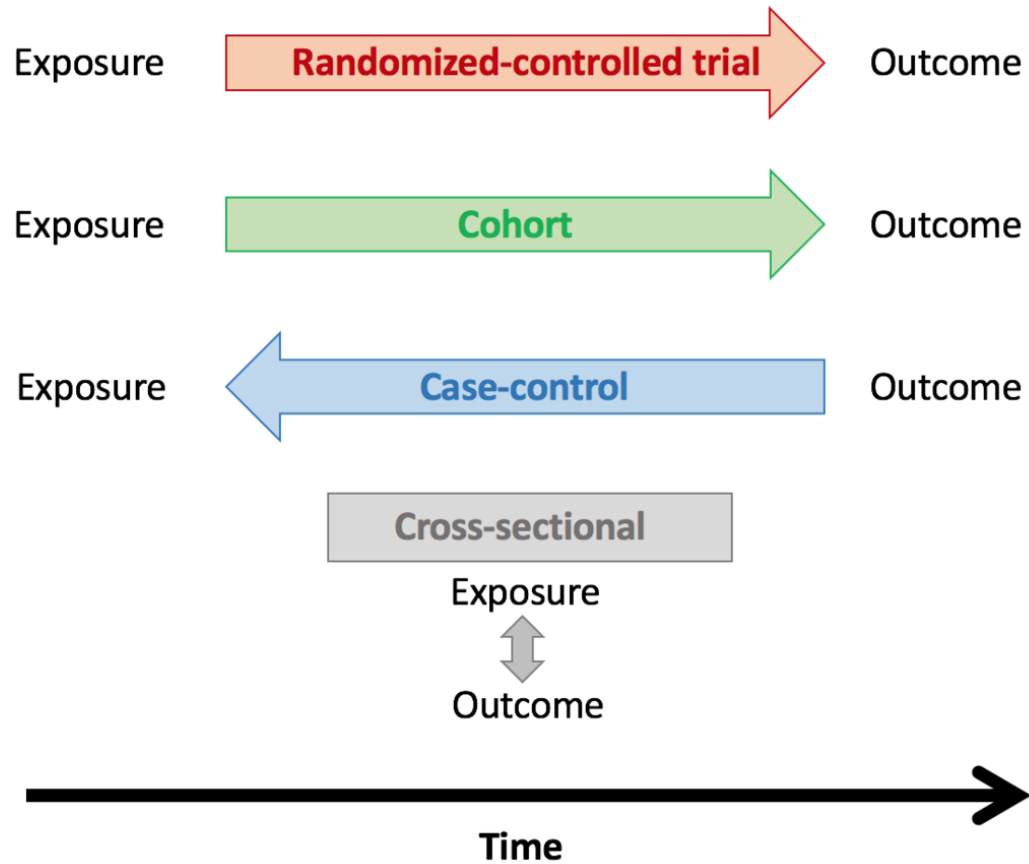 Exposure Randomized-controlled trial Outcome
Exposure Cohort Outcome
Exposure Case-control Outcome
Cross-sectional
Exposure
Outcome
Time